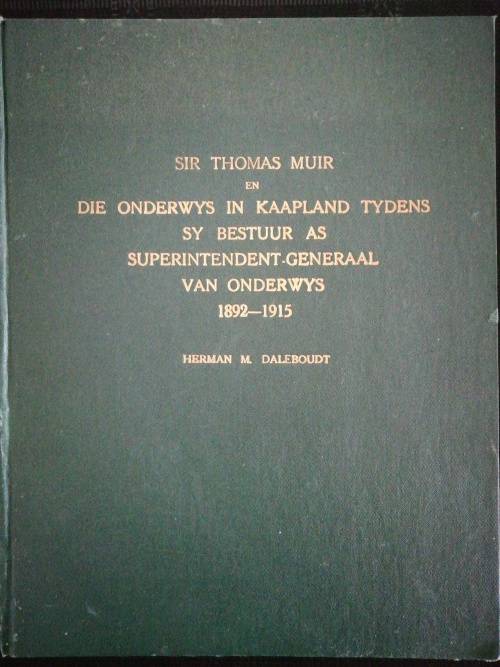 SIR THOMAS MUIR
EN
DIE ONDERWYS IN KAAPLAND TYDENS
SY BESTUUR AS
SUPERINTENDENT-GENERAAL
VAN ONDERWYS
1892—1915
HERMAN M. DALEBOUDT